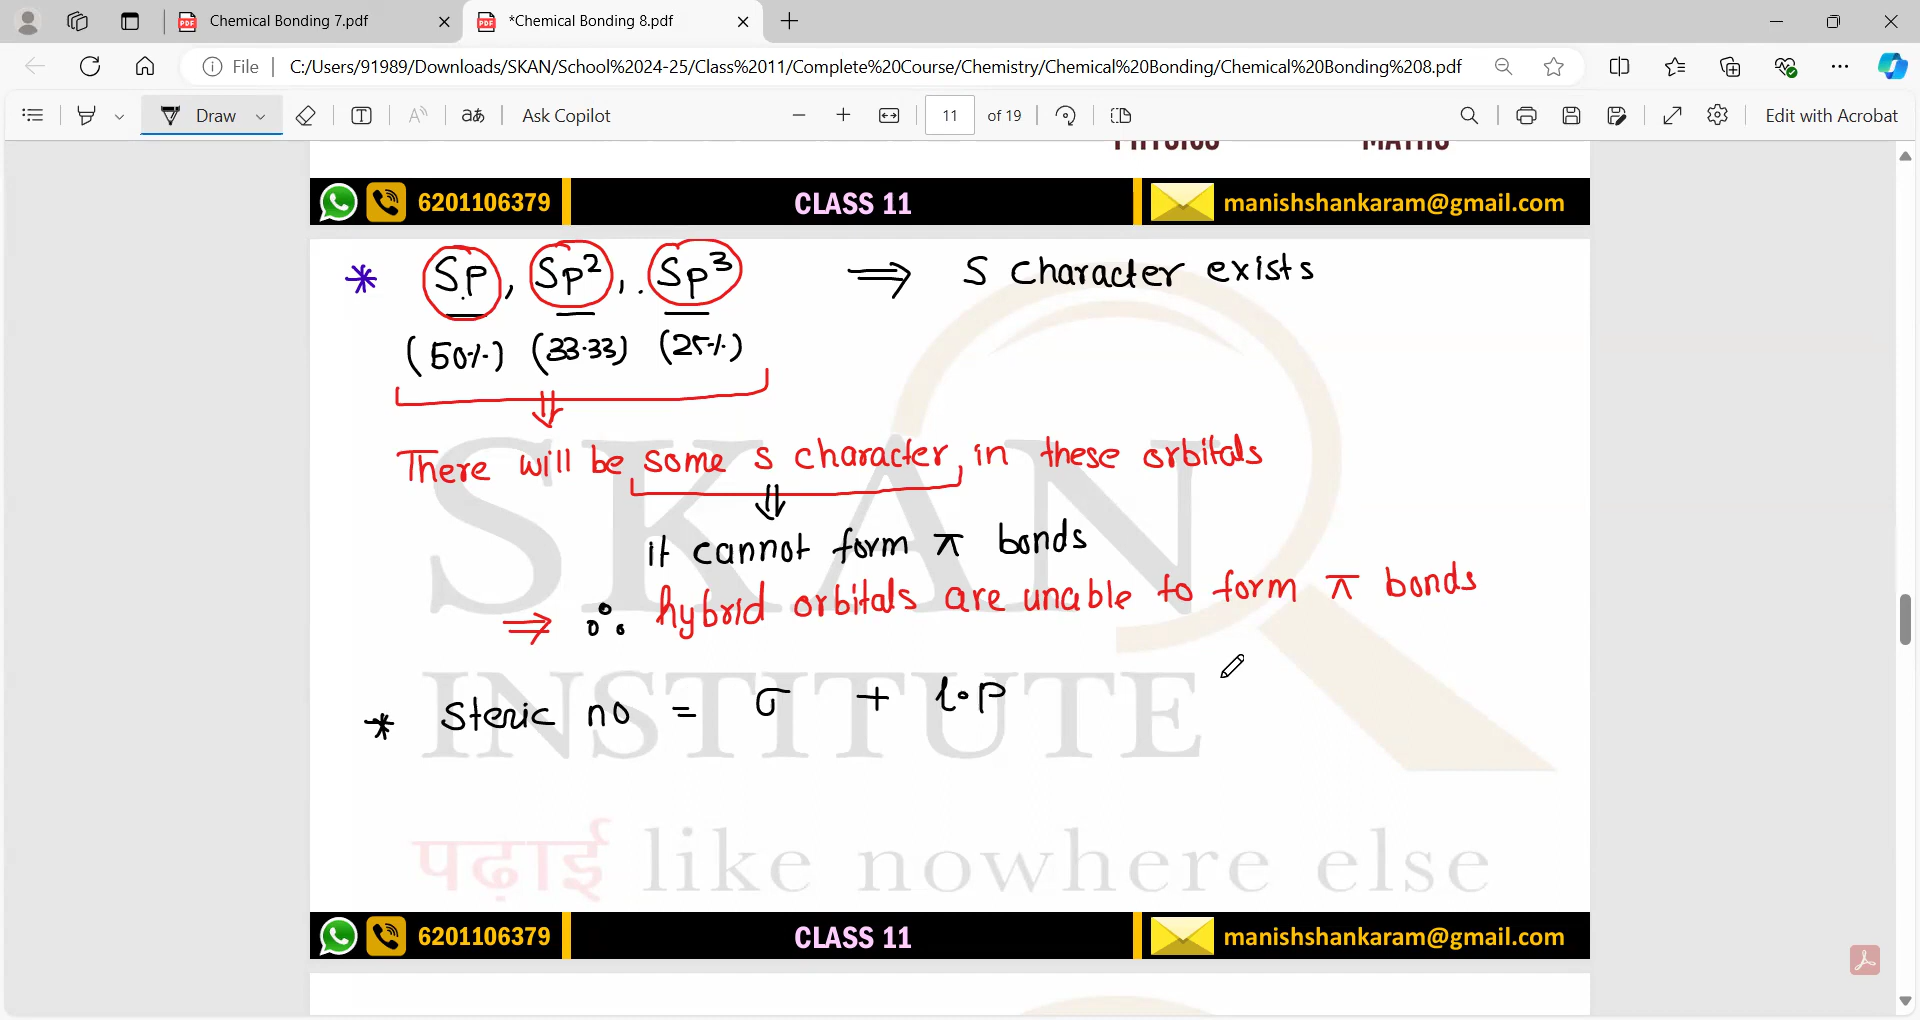 Chemical Bonding 7.pdf
*Chemical Bonding 8.pdf
File
C:/Users/91989/Downloads/SKAN/School%2024-25/Class%2011/Complete%20Course/Chemistry/Chemical%20Bonding/Chemical%20Bonding%208.pdf
Draw
Ask Copilot
11 of 19
Edit with Acrobat
PHYSICS MATHS
6201106379 CLASS 11 manishshankaram@gmail.com
* Sp, Sp², Sp³ ⟹ S Character exists
(50%) (33.33) (25%)
⇓
There will be some s character, in these orbitals
⇓
it cannot form π bonds
⇒ ∴ hybrid orbitals are unable to form π bonds
* Steric no = σ + l.p
SKAN
INSTITUTE
पढ़ाई like nowhere else
6201106379 CLASS 11 manishshankaram@gmail.com